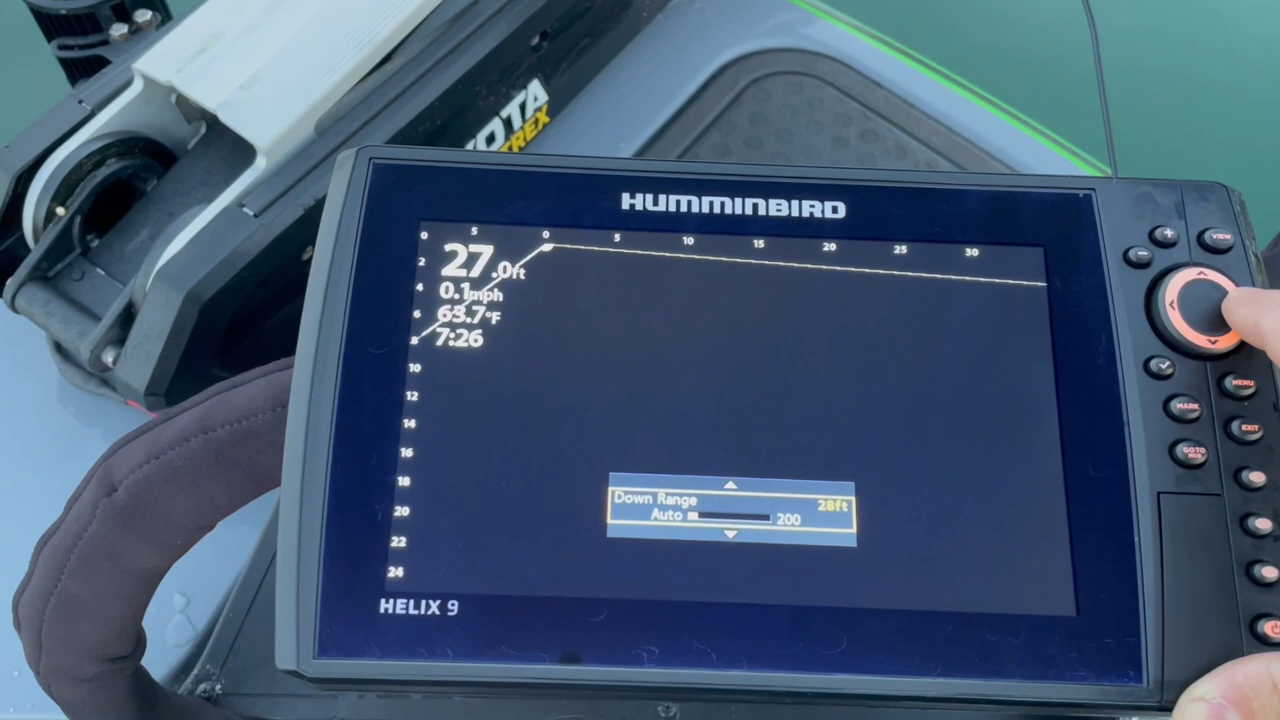 KOTA
TREX
HUMMINBIRD
5 0 5 10 15 20 25 30
0
2
4
6
8
10
12
14
16
18
20
22
24
27.0ft
0.1mph
63.7°F
7:26
Down Range 28ft
Auto 200
HELIX 9
+
-
VIEW
MENU
MARK
EXIT
GOTO